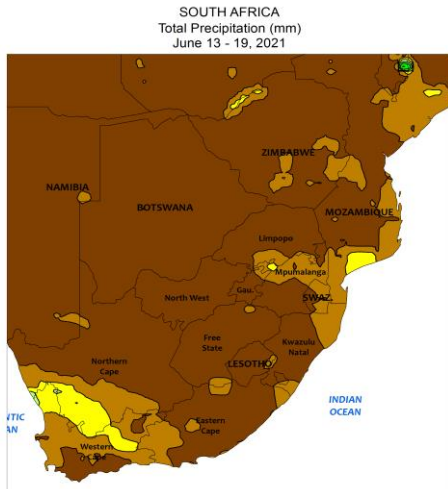 SOUTH AFRICA
Total Precipitation (mm)
June 13 - 19, 2021
ZIMBABWE
NAMIBIA
BOTSWANA
MOZAMBIQUE
Limpopo
Mpumalanga
North West
Gau.
SWAZ.
Free
State
Kwazulu
Natal
Northern
Cape
LESOTHO
INDIAN
OCEAN
NTIC
AN
Eastern
Cape
Western
Cape